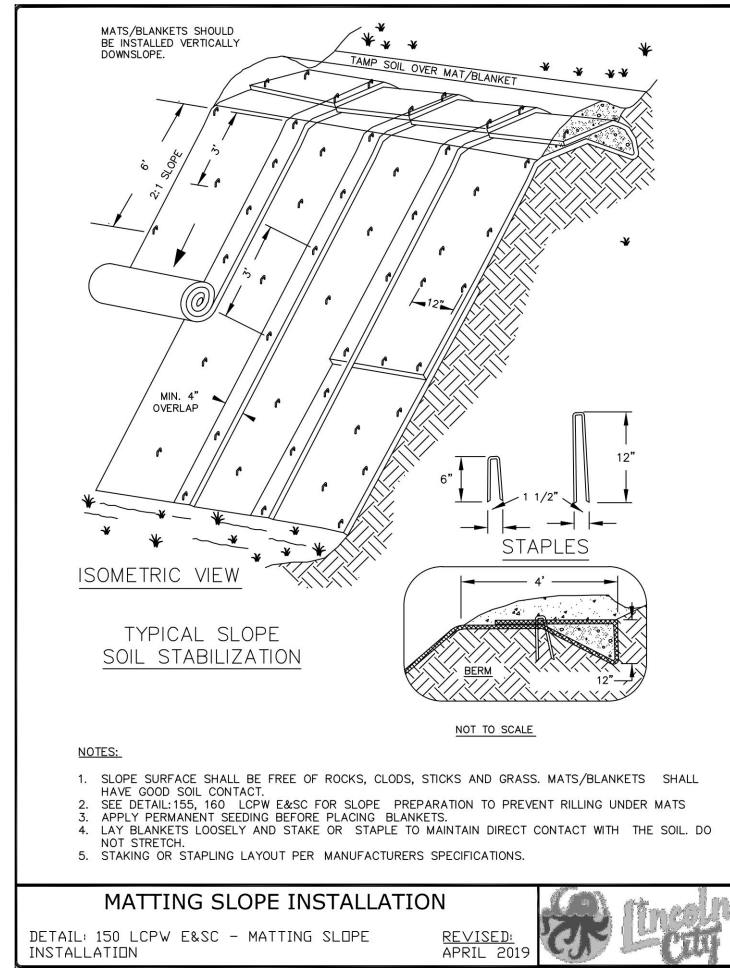 MATS/BLANKETS SHOULD
BE INSTALLED VERTICALLY
DOWNSLOPE.
TAMP SOIL OVER MAT/BLANKET
6'
2:1 SLOPE
3'
3'
12"
MIN. 4"
OVERLAP
6"
12"
1 1/2"
STAPLES
ISOMETRIC VIEW
4'
TYPICAL SLOPE
SOIL STABILIZATION
BERM
12"
NOT TO SCALE
NOTES:
1. SLOPE SURFACE SHALL BE FREE OF ROCKS, CLODS, STICKS AND GRASS. MATS/BLANKETS SHALL
HAVE GOOD SOIL CONTACT.
2. SEE DETAIL:155, 160 LCPW E&SC FOR SLOPE PREPARATION TO PREVENT RILLING UNDER MATS
3. APPLY PERMANENT SEEDING BEFORE PLACING BLANKETS.
4. LAY BLANKETS LOOSELY AND STAKE OR STAPLE TO MAINTAIN DIRECT CONTACT WITH THE SOIL. DO
NOT STRETCH.
5. STAKING OR STAPLING LAYOUT PER MANUFACTURERS SPECIFICATIONS.
MATTING SLOPE INSTALLATION
DETAIL: 150 LCPW E&SC - MATTING SLOPE
INSTALLATION
REVISED:
APRIL 2019
Lincoln
City